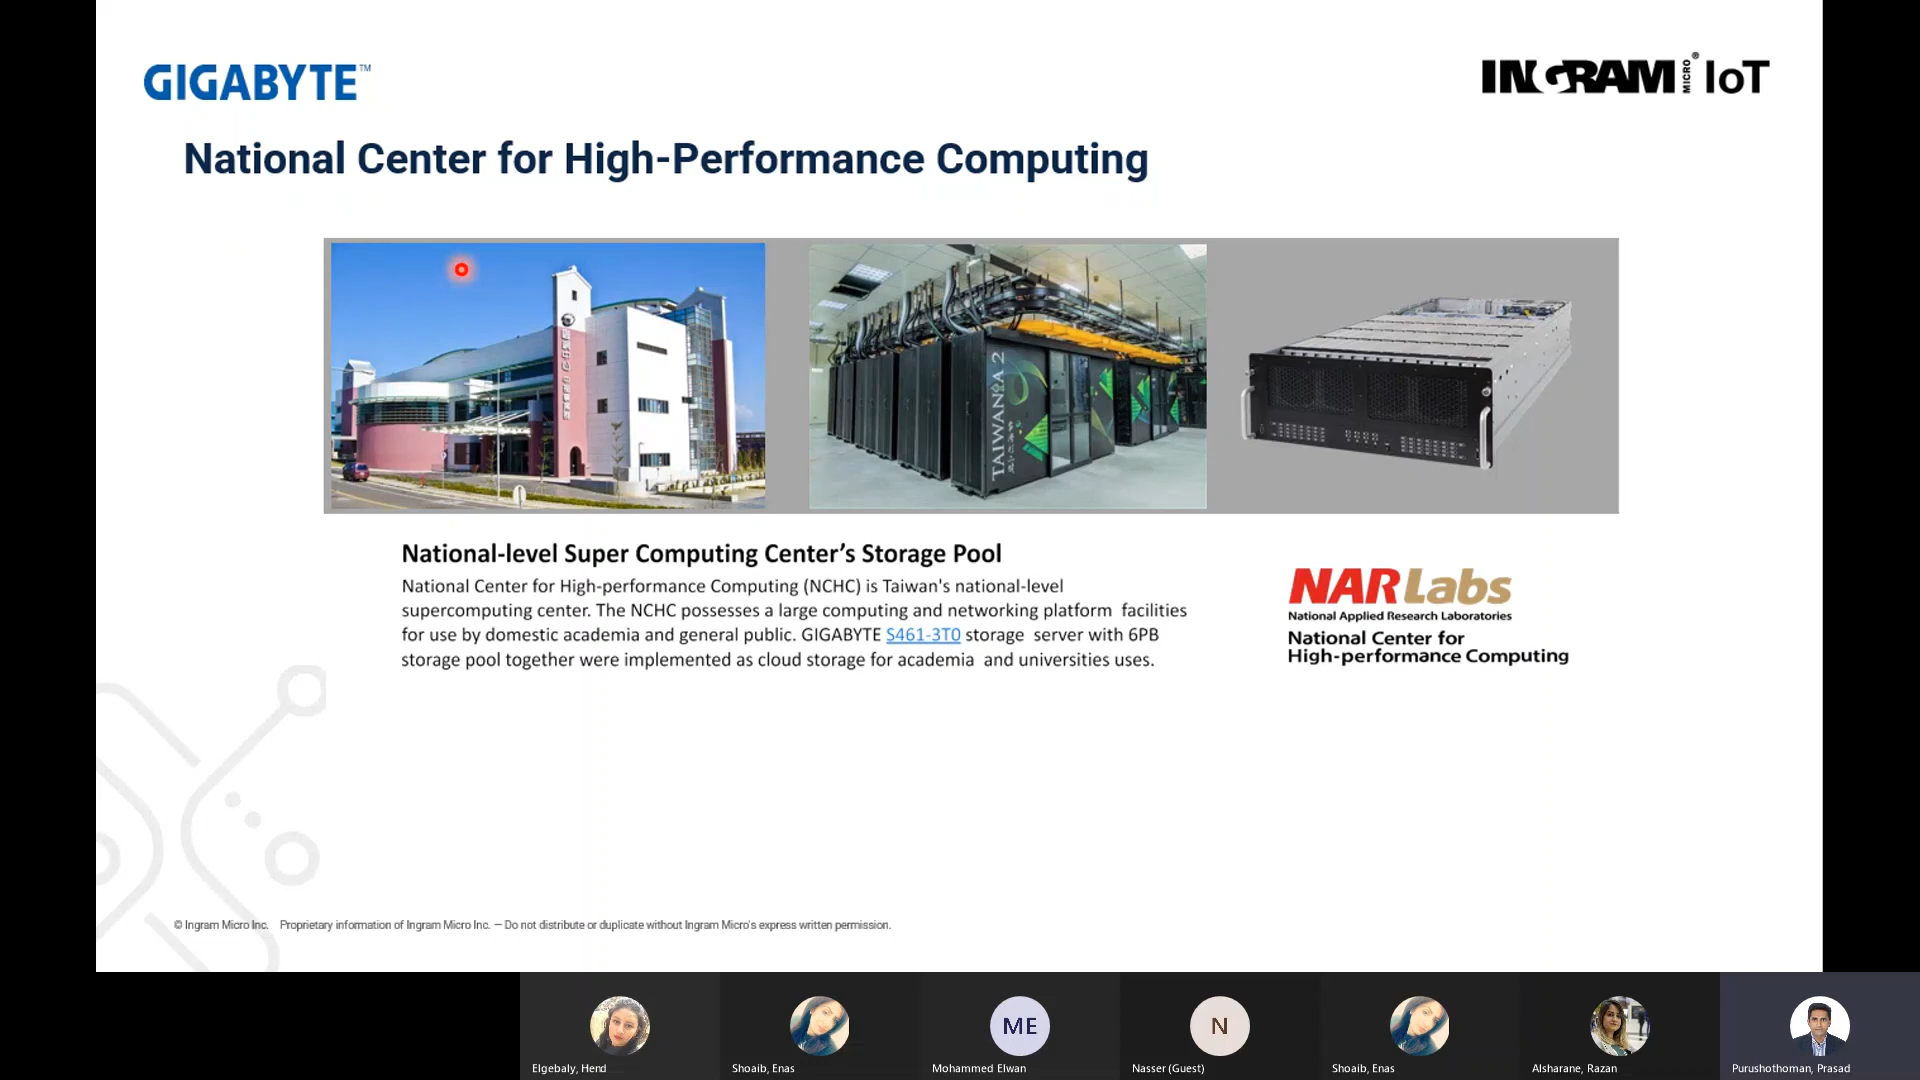 GIGABYTE™
INGRAM MICRO® IoT
National Center for High-Performance Computing
TAIWANIA 2
National-level Super Computing Center’s Storage Pool
National Center for High-performance Computing (NCHC) is Taiwan's national-level
supercomputing center. The NCHC possesses a large computing and networking platform facilities
for use by domestic academia and general public. GIGABYTE S461-3T0 storage server with 6PB
storage pool together were implemented as cloud storage for academia and universities uses.
NARLabs
National Applied Research Laboratories
National Center for
High-performance Computing
© Ingram Micro Inc. Proprietary information of Ingram Micro Inc. — Do not distribute or duplicate without Ingram Micro's express written permission.
ME
N
Elgebaly, Hend
Shoaib, Enas
Mohammed Elwan
Nasser (Guest)
Shoaib, Enas
Alsharane, Razan
Purushothoman, Prasad